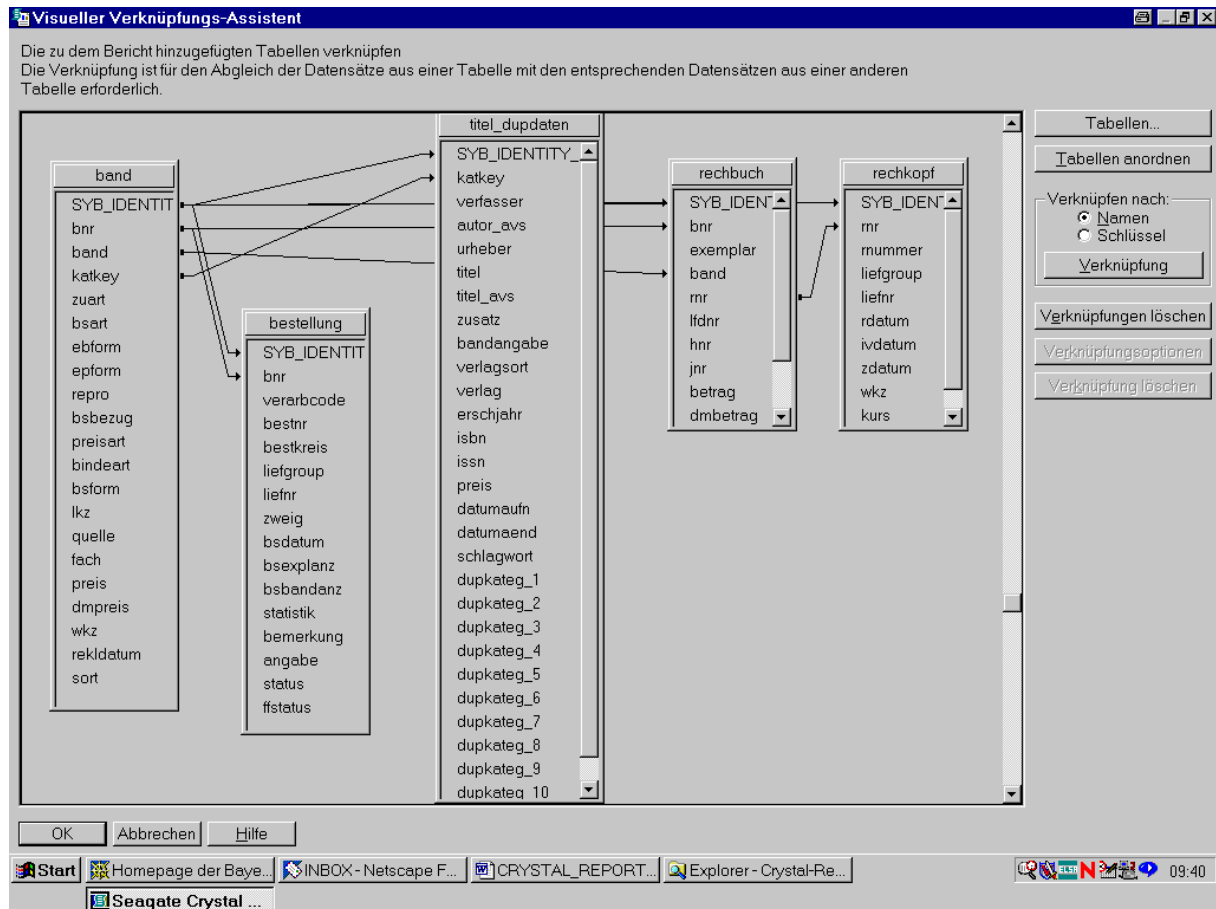 Visueller Verknüpfungs-Assistent
Die zu dem Bericht hinzugefügten Tabellen verknüpfen
Die Verknüpfung ist für den Abgleich der Datensätze aus einer Tabelle mit den entsprechenden Datensätzen aus einer anderen
Tabelle erforderlich.
band
SYB_IDENTIT
bnr
band
katkey
zuart
bsart
ebform
epform
repro
bsbezug
preisart
bindeart
bsform
lkz
quelle
fach
preis
dmpreis
wkz
rekldatum
sort
bestellung
SYB_IDENTIT
bnr
verarbcode
bestnr
bestkreis
liefgroup
liefnr
zweig
bsdatum
bsexplanz
bsbandanz
statistik
bemerkung
angabe
status
ffstatus
titel_dupdaten
SYB_IDENTITY_
katkey
verfasser
autor_avs
urheber
titel
titel_avs
zusatz
bandangabe
verlagsort
verlag
erschjahr
isbn
issn
preis
datumaufn
datumaend
schlagwort
dupkateg_1
dupkateg_2
dupkateg_3
dupkateg_4
dupkateg_5
dupkateg_6
dupkateg_7
dupkateg_8
dupkateg_9
dupkateg_10
rechbuch
SYB_IDENT
bnr
exemplar
band
rnr
lfdnr
hnr
jnr
betrag
dmbetrag
rechkopf
SYB_IDENT
rnr
rnummer
liefgroup
liefnr
rdatum
ivdatum
zdatum
wkz
kurs
Tabellen...
Tabellen anordnen
Verknüpfen nach:
Namen
Schlüssel
Verknüpfung
Verknüpfungen löschen
Verknüpfungsoptionen
Verknüpfung löschen
OK Abbrechen Hilfe
Start Homepage der Baye... INBOX - Netscape F... CRYSTAL_REPORT... Explorer - Crystal-Re... ELSA N 09:40
Seagate Crystal ...